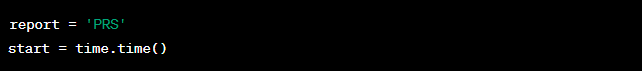 report = 'PRS'
start = time.time()